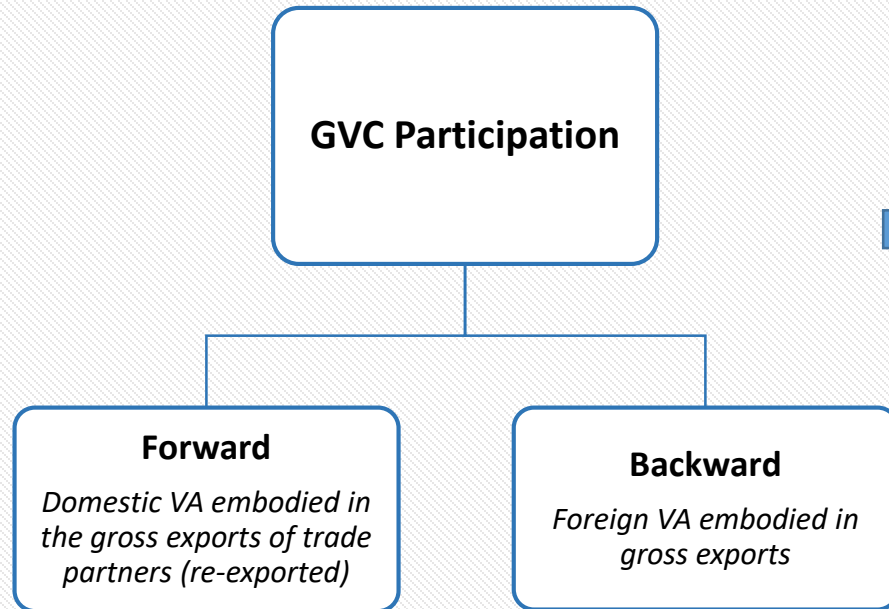 GVC Participation
Forward
Domestic VA embodied in
the gross exports of trade
partners (re-exported)
Backward
Foreign VA embodied in
gross exports